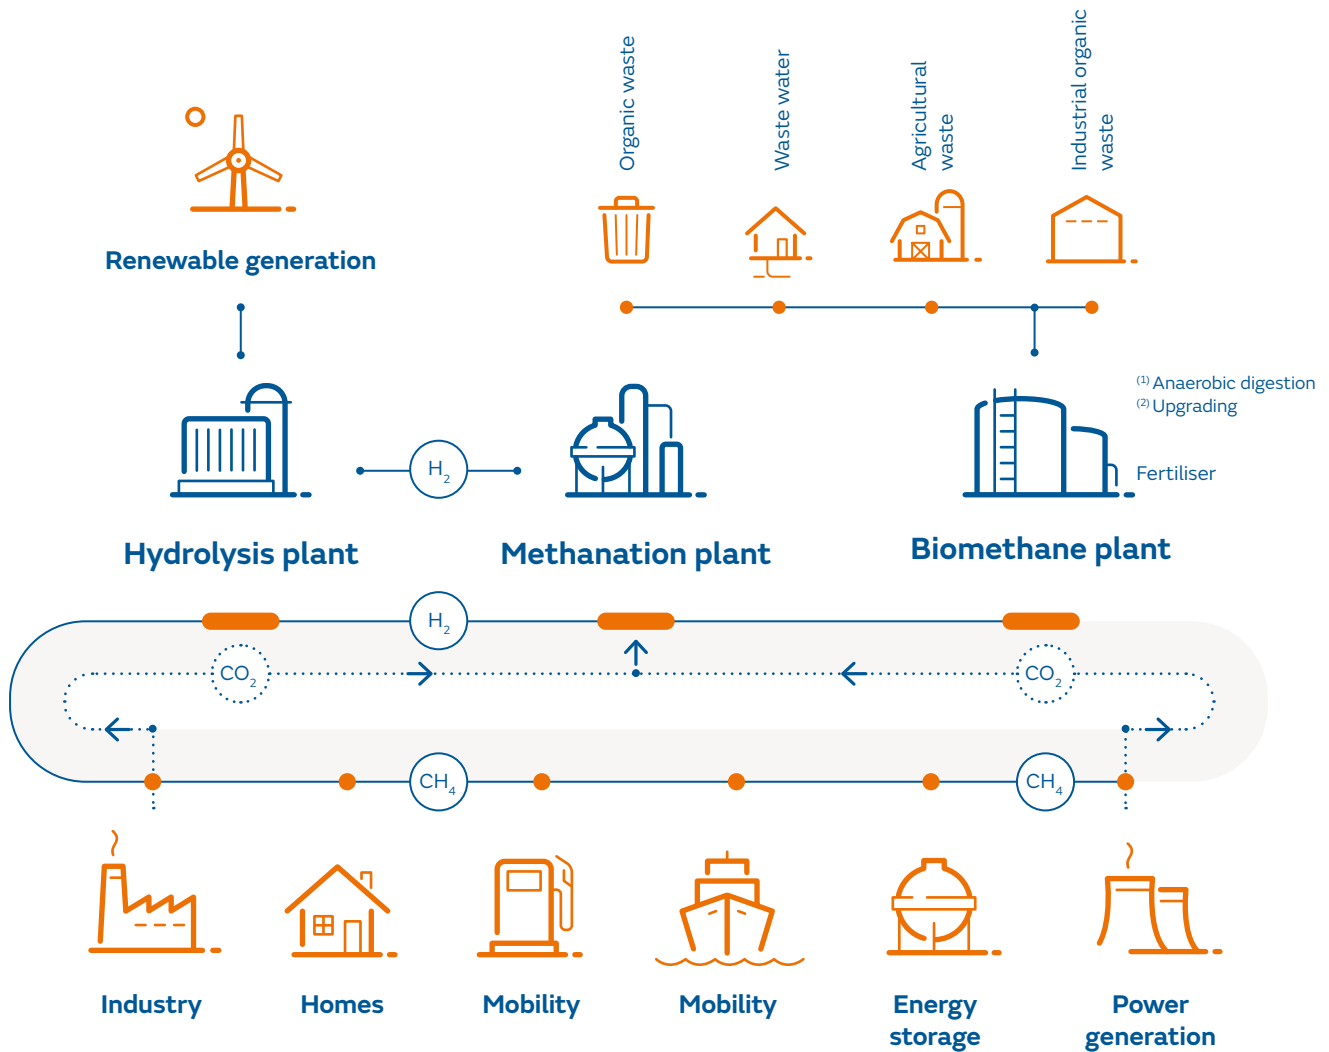 Organic waste
Waste water
Agricultural
waste
Industrial organic
waste
Renewable generation
(1) Anaerobic digestion
(2) Upgrading
Fertiliser
H2
Hydrolysis plant
Methanation plant
Biomethane plant
H2
CO2
CO2
CH4
CH4
Industry
Homes
Mobility
Mobility
Energy
storage
Power
generation